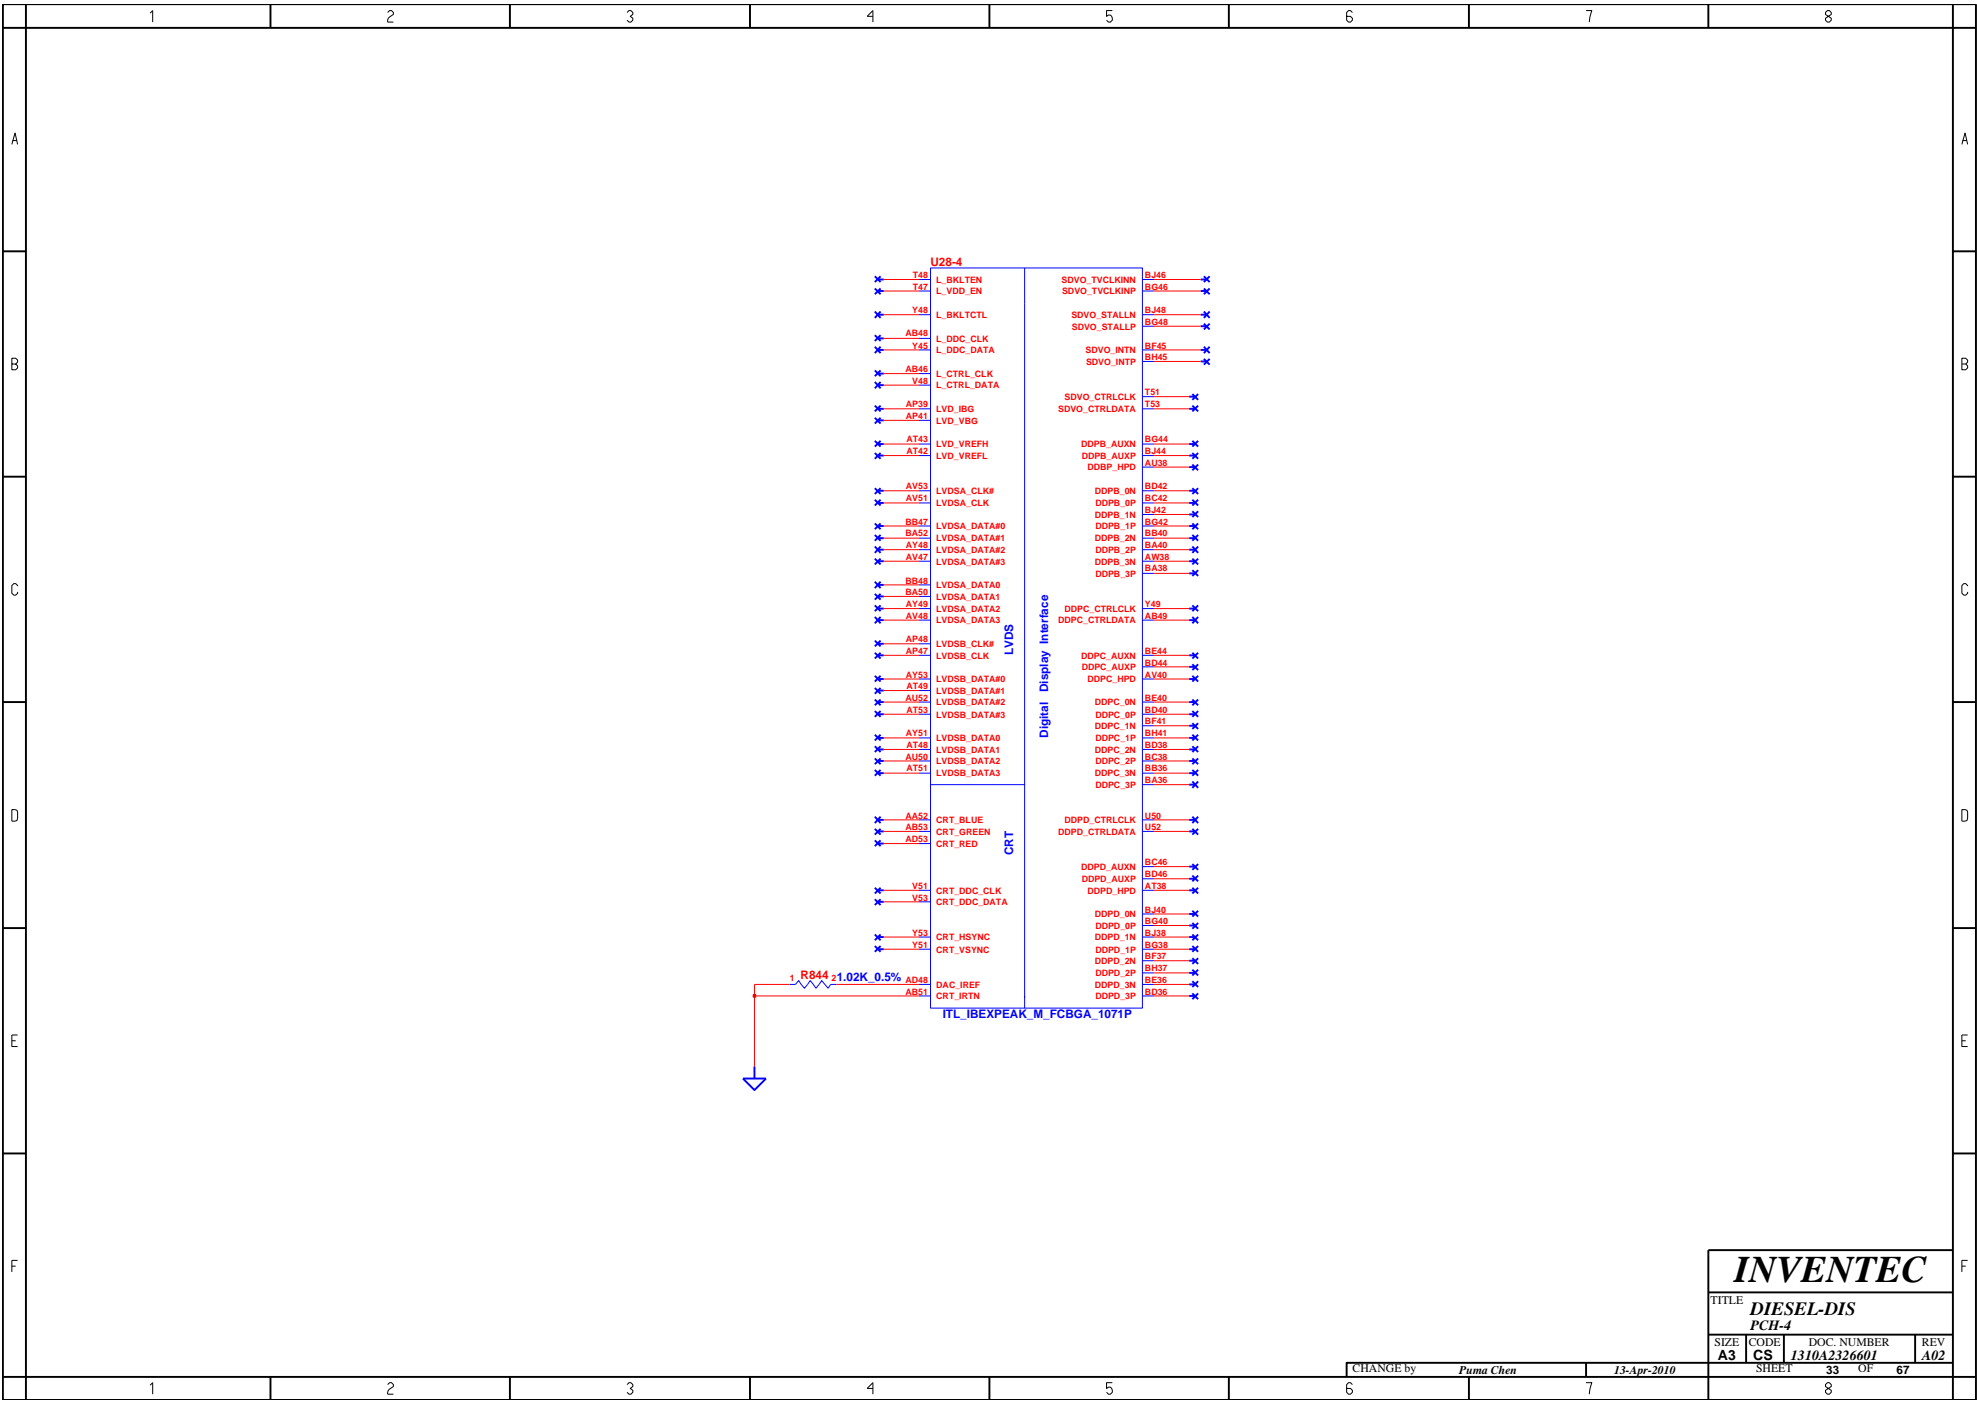 1 2 3 4 5 6 7 8
A A
U28-4
T48 L_BKLTEN SDVO_TVCLKINN BJ46
T47 L_VDD_EN SDVO_TVCLKINP BG46
Y48 L_BKLTCTL SDVO_STALLN BJ48
SDVO_STALLP BG48
AB48 L_DDC_CLK
Y45 L_DDC_DATA SDVO_INTN BF45
SDVO_INTP BH45
B B
AB46 L_CTRL_CLK
V48 L_CTRL_DATA
SDVO_CTRLCLK T51
AP39 LVD_IBG SDVO_CTRLDATA T53
AP41 LVD_VBG
AT43 LVD_VREFH DDPB_AUXN BG44
AT42 LVD_VREFL DDPB_AUXP BJ44
DDBP_HPD AU38
AV53 LVDSA_CLK# DDPB_0N BD42
AV51 LVDSA_CLK DDPB_0P BC42
DDPB_1N BJ42
BB47 LVDSA_DATA#0 DDPB_1P BG42
BA52 LVDSA_DATA#1 DDPB_2N BB40
AY48 LVDSA_DATA#2 DDPB_2P BA40
AV47 LVDSA_DATA#3 DDPB_3N AW38
DDPB_3P BA38
BB48 LVDSA_DATA0
C C
BA50 LVDSA_DATA1
AY49 LVDSA_DATA2 DDPC_CTRLCLK Y49
AV48 LVDSA_DATA3 DDPC_CTRLDATA AB49
LVDS
Digital Display Interface
AP48 LVDSB_CLK#
AP47 LVDSB_CLK DDPC_AUXN BE44
DDPC_AUXP BD44
AY53 LVDSB_DATA#0 DDPC_HPD AV40
AT49 LVDSB_DATA#1
AU52 LVDSB_DATA#2 DDPC_0N BE40
AT53 LVDSB_DATA#3 DDPC_0P BD40
DDPC_1N BF41
AY51 LVDSB_DATA0 DDPC_1P BH41
AT48 LVDSB_DATA1 DDPC_2N BD38
AU50 LVDSB_DATA2 DDPC_2P BC38
AT51 LVDSB_DATA3 DDPC_3N BB36
DDPC_3P BA36
D D
AA52 CRT_BLUE DDPD_CTRLCLK U50
AB53 CRT_GREEN DDPD_CTRLDATA U52
AD53 CRT_RED
CRT
DDPD_AUXN BC46
DDPD_AUXP BD46
V51 CRT_DDC_CLK DDPD_HPD AT38
V53 CRT_DDC_DATA
DDPD_0N BJ40
DDPD_0P BG40
Y53 CRT_HSYNC DDPD_1N BJ38
Y51 CRT_VSYNC DDPD_1P BG38
DDPD_2N BF37
DDPD_2P BH37
1 R844 2 1.02K_0.5% AD48 DAC_IREF DDPD_3N BE36
AB51 CRT_IRTN DDPD_3P BD36
ITL_IBEXPEAK_M_FCBGA_1071P
E E
F F
INVENTEC
TITLE DIESEL-DIS
PCH-4
SIZE CODE DOC. NUMBER REV
A3 CS 1310A2326601 A02
CHANGE by Puma Chen 13-Apr-2010 SHEET 33 OF 67
1 2 3 4 5 6 7 8